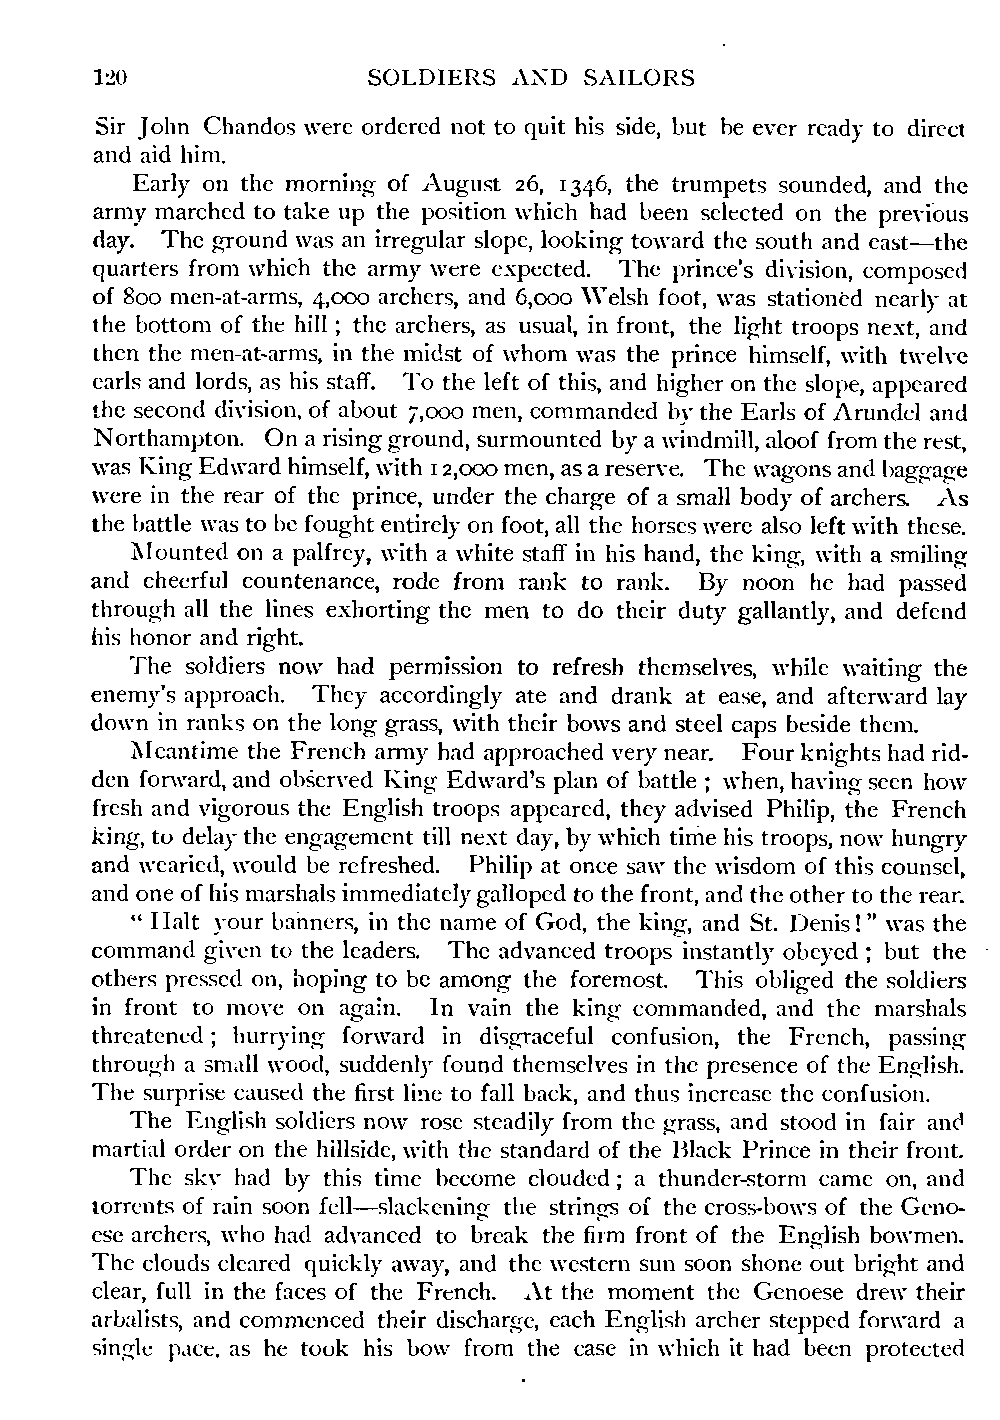 120 SOLDIERS AND SAILORS
Sir John Chandos were ordered not to quit his side, but be ever ready to direct
and aid him.
Early on the morning of August 26, 1346, the trumpets sounded, and the
army marched to take up the position which had been selected on the previous
day. The ground was an irregular slope, looking toward the south and east—the
quarters from which the army were expected. The prince's division, composed
of 800 men-at-arms, 4,000 archers, and 6,000 Welsh foot, was stationed nearly at
the bottom of the hill ; the archers, as usual, in front, the light troops next, and
then the men-at-arms, in the midst of whom was the prince himself, with twelve
earls and lords, as his staff. To the left of this, and higher on the slope, appeared
the second division, of about 7,000 men, commanded by the Earls of Arundel and
Northampton. On a rising ground, surmounted by a windmill, aloof from the rest,
was King Edward himself, with 12,000 men, as a reserve. The wagons and baggage
were in the rear of the prince, under the charge of a small body of archers. As
the battle was to be fought entirely on foot, all the horses were also left with these.
Mounted on a palfrey, with a white staff in his hand, the king, with a smiling
and cheerful countenance, rode from rank to rank. By noon he had passed
through all the lines exhorting the men to do their duty gallantly, and defend
his honor and right.
The soldiers now had permission to refresh themselves, while waiting the
enemy's approach. They accordingly ate and drank at ease, and afterward lay
down in ranks on the long grass, with their bows and steel caps beside them.
Meantime the French army had approached very near. Four knights had rid-
den forward, and observed King Edward's plan of battle ; when, having seen how
fresh and vigorous the English troops appeared, they advised Philip, the French
king, to delay the engagement till next day, by which time his troops, now hungry
and wearied, would be refreshed. Philip at once saw the wisdom of this counsel,
and one of his marshals immediately galloped to the front, and the other to the rear.
“ Halt your banners, in the name of God, the king, and St. Denis! ” was the
command given to the leaders. The advanced troops instantly obeyed ; but the
others pressed on, hoping to be among the foremost. This obliged the soldiers
in front to move on again. In vain the king commanded, and the marshals
threatened ; hurrying forward in disgraceful confusion, the French, passing
through a small wood, suddenly found themselves in the presence of the English.
The surprise caused the first line to fall back, and thus increase the confusion.
The English soldiers now rose steadily from the grass, and stood in fair and
martial order on the hillside, with the standard of the Black Prince in their front.
The sky had by this time become clouded ; a thunder-storm came on, and
torrents of rain soon fell—slackening the strings of the cross-bows of the Geno-
ese archers, who had advanced to break the firm front of the English bowmen.
The clouds cleared quickly away, and the western sun soon shone out bright and
clear, full in the faces of the French. At the moment the Genoese drew their
arbalists, and commenced their discharge, each English archer stepped forward a
single pace, as he took his bow from the case in which it had been protected